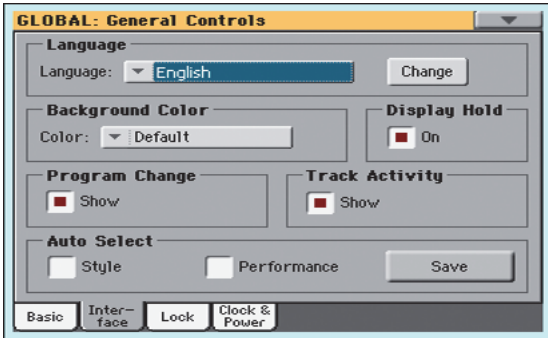 GLOBAL: General Controls
Language
Language: English Change
Background Color Display Hold
Color: Default On
Program Change Track Activity
Show Show
Auto Select
Style Performance Save
Basic Inter-face Lock Clock & Power